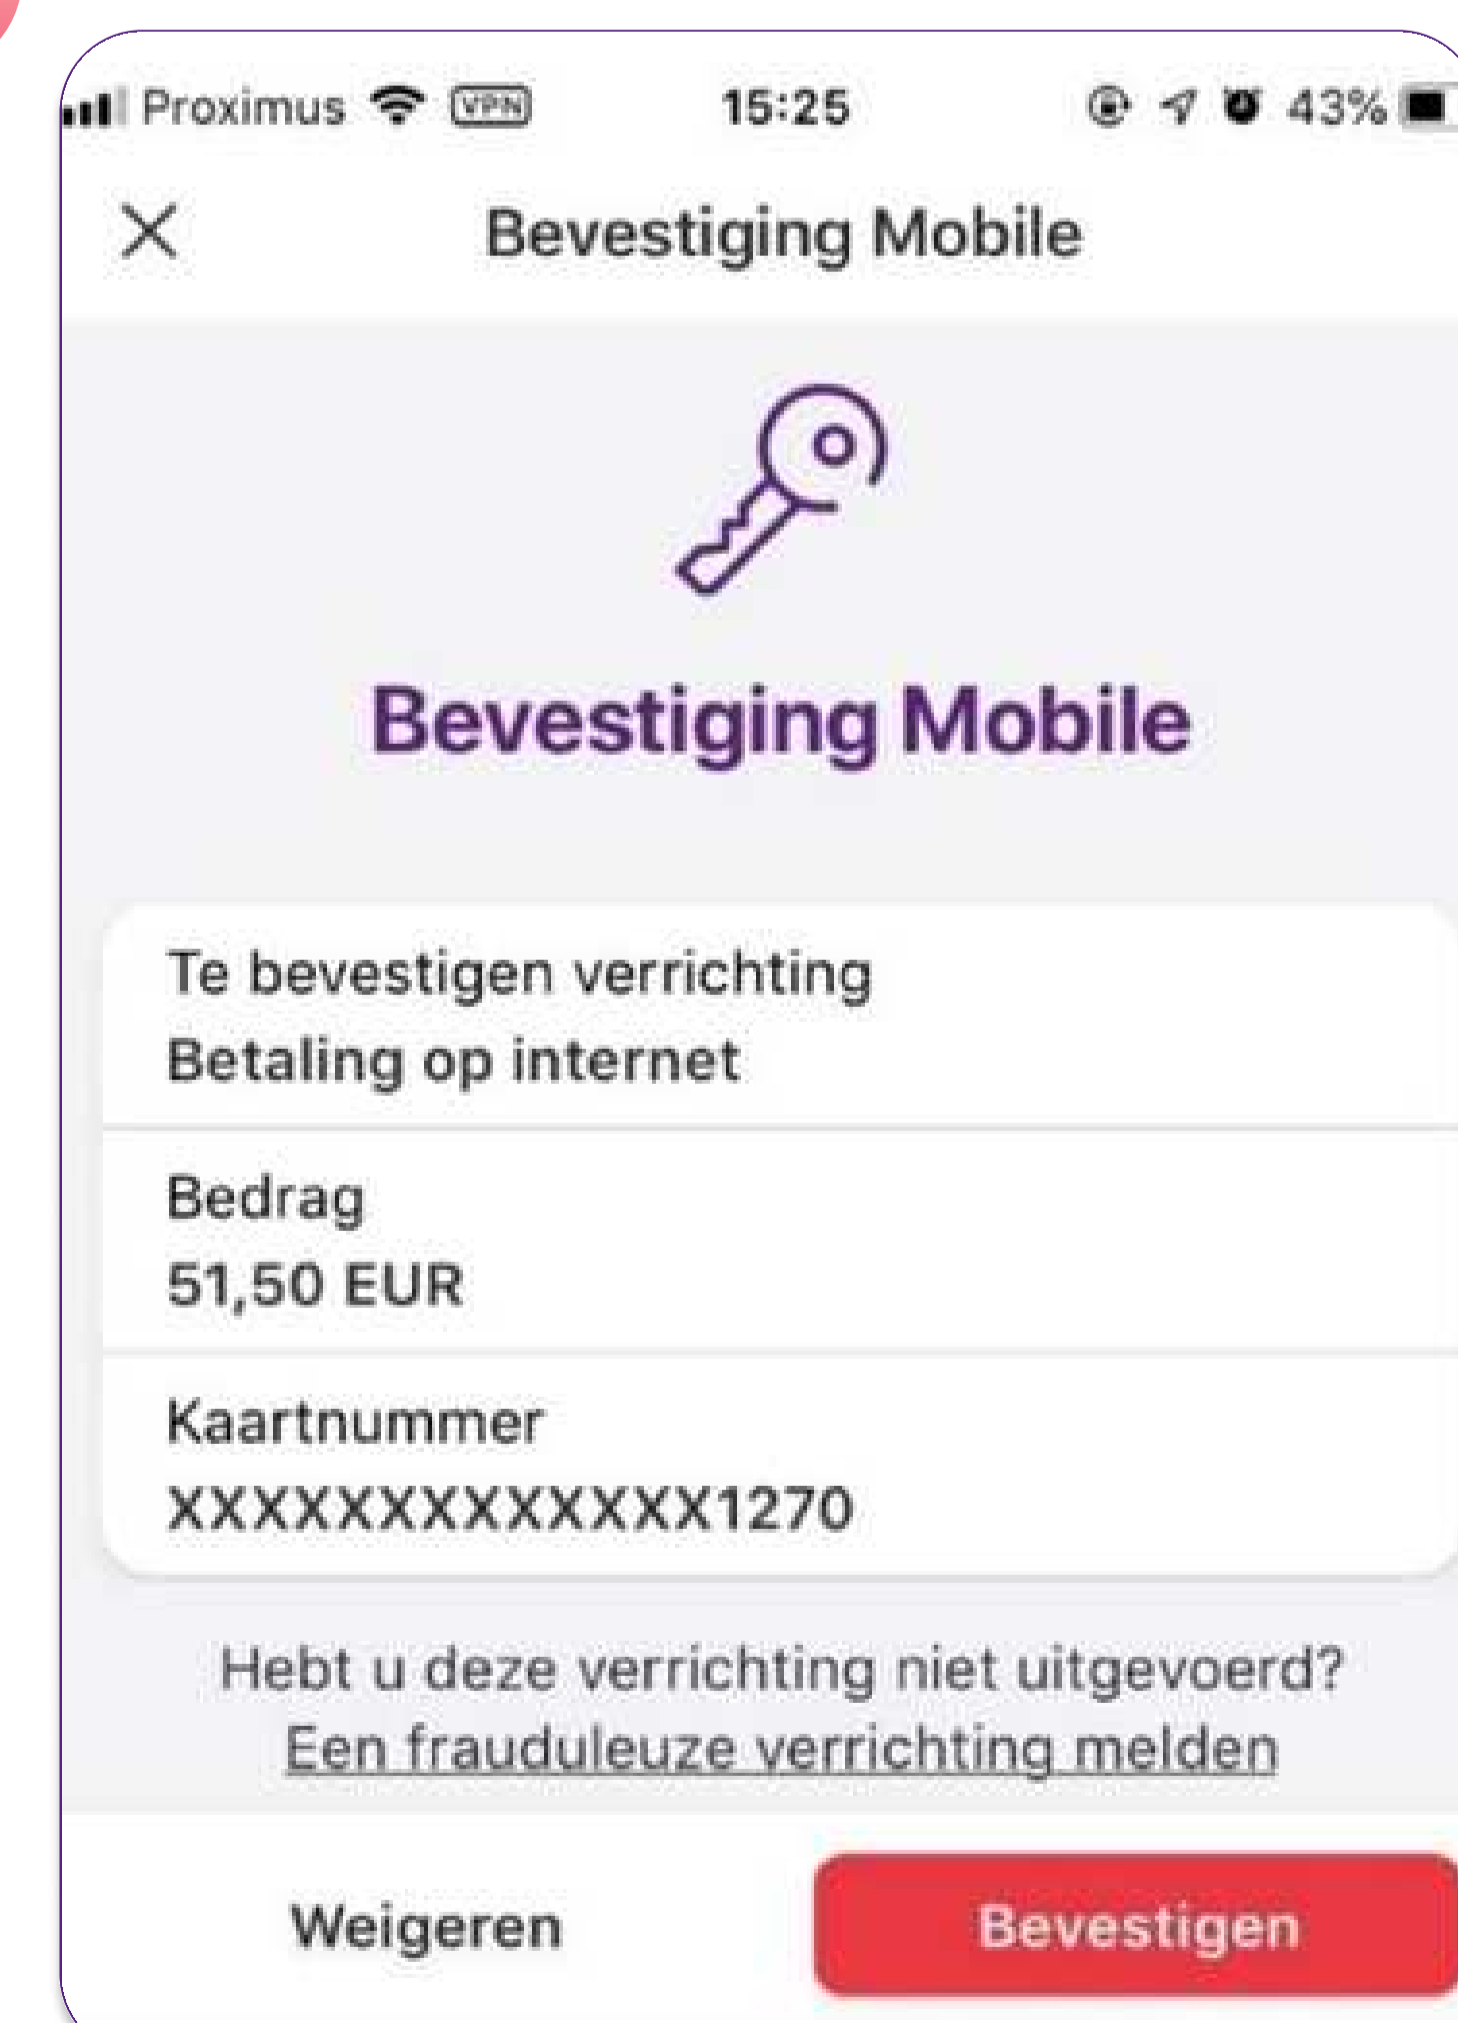 Proximus VPN 15:25 43%
Bevestiging Mobile
Bevestiging Mobile
Te bevestigen verrichting
Betaling op internet
Bedrag
51,50 EUR
Kaartnummer
XXXXXXXXXXXXX1270
Hebt u deze verrichting niet uitgevoerd?
Een frauduleuze verrichting melden
Weigeren Bevestigen